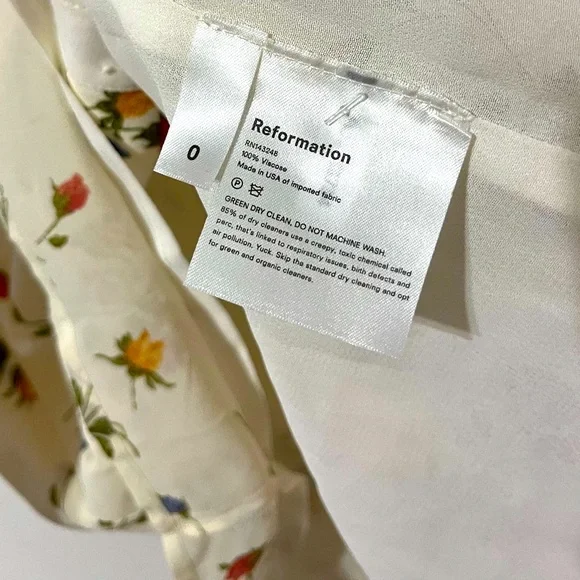 0
Reformation
RN143246
100% Viscose
Made in USA of imported fabric
P
GREEN DRY CLEAN. DO NOT MACHINE WASH.
85% of dry cleaners use a creepy, toxic chemical called
perc, that's linked to respiratory issues, birth defects and
air pollution. Yuck. Skip the standard dry cleaning and opt
for green and organic cleaners.